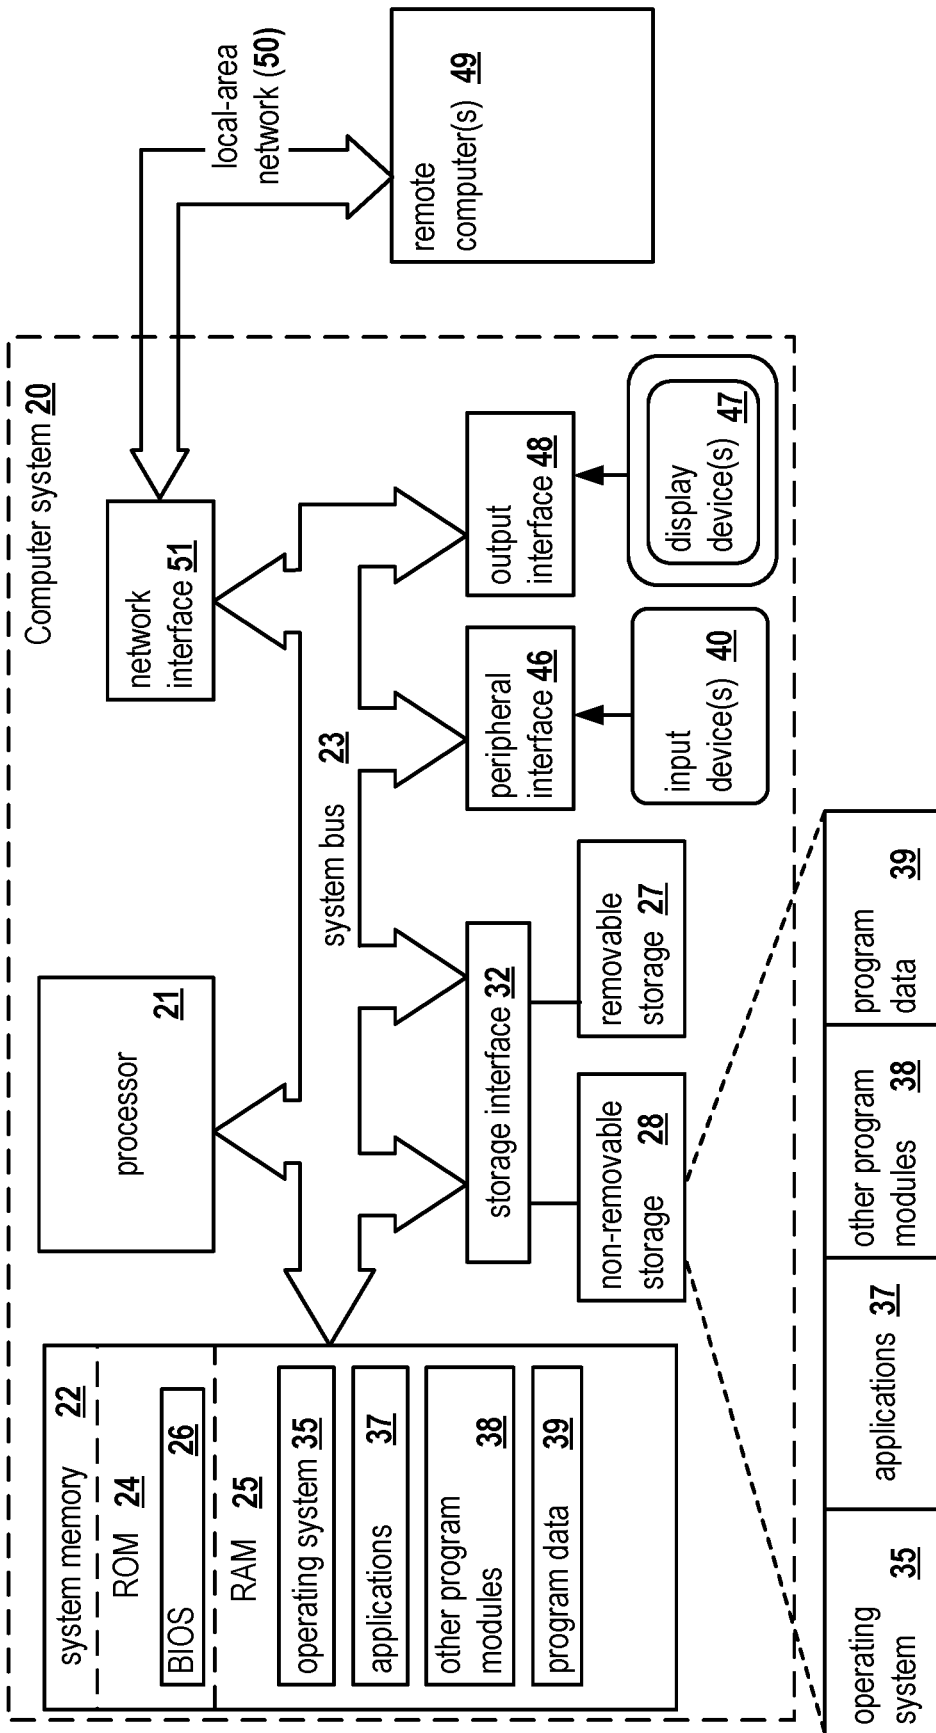 Computer system 20
system memory 22
ROM 24
BIOS 26
RAM 25
operating system 35
applications 37
other program
modules 38
program data 39
processor
21
network
interface 51
local-area
network (50)
remote
computer(s) 49
system bus 23
storage interface 32
non-removable
storage 28
removable
storage 27
peripheral
interface 46
output
interface 48
input
device(s) 40
display
device(s) 47
operating
system 35
applications 37
other program
modules 38
program
data 39